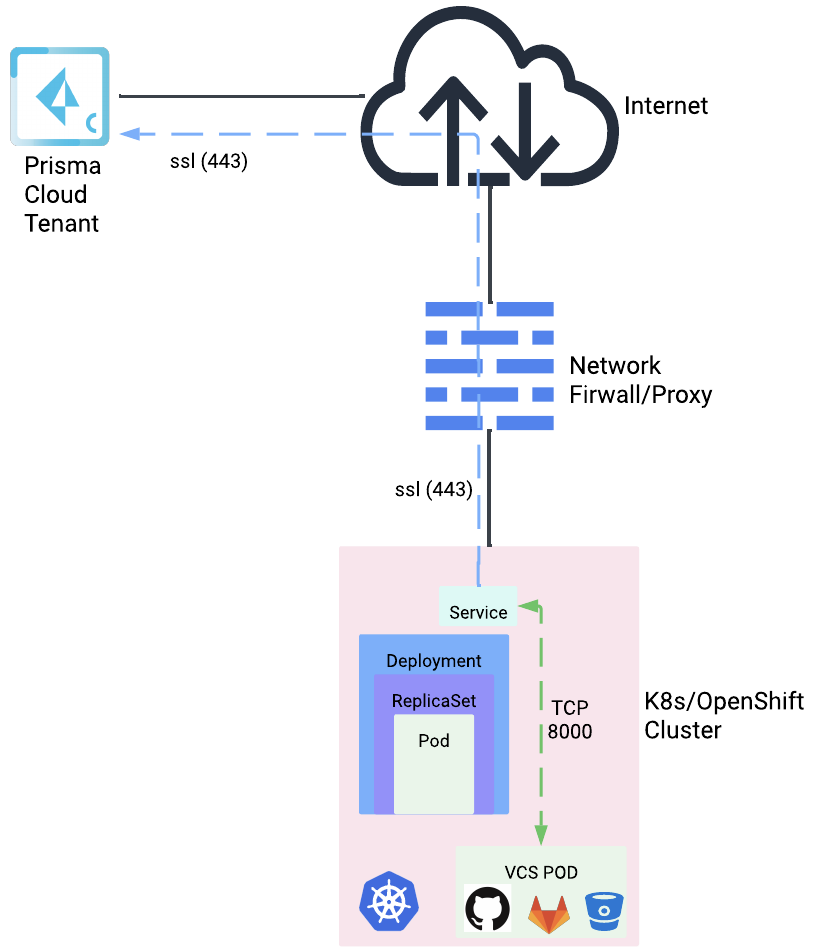 Internet
Prisma
Cloud
Tenant
ssl (443)
Network
Firwall/Proxy
ssl (443)
Service
Deployment
ReplicaSet
Pod
TCP
8000
K8s/OpenShift
Cluster
VCS POD